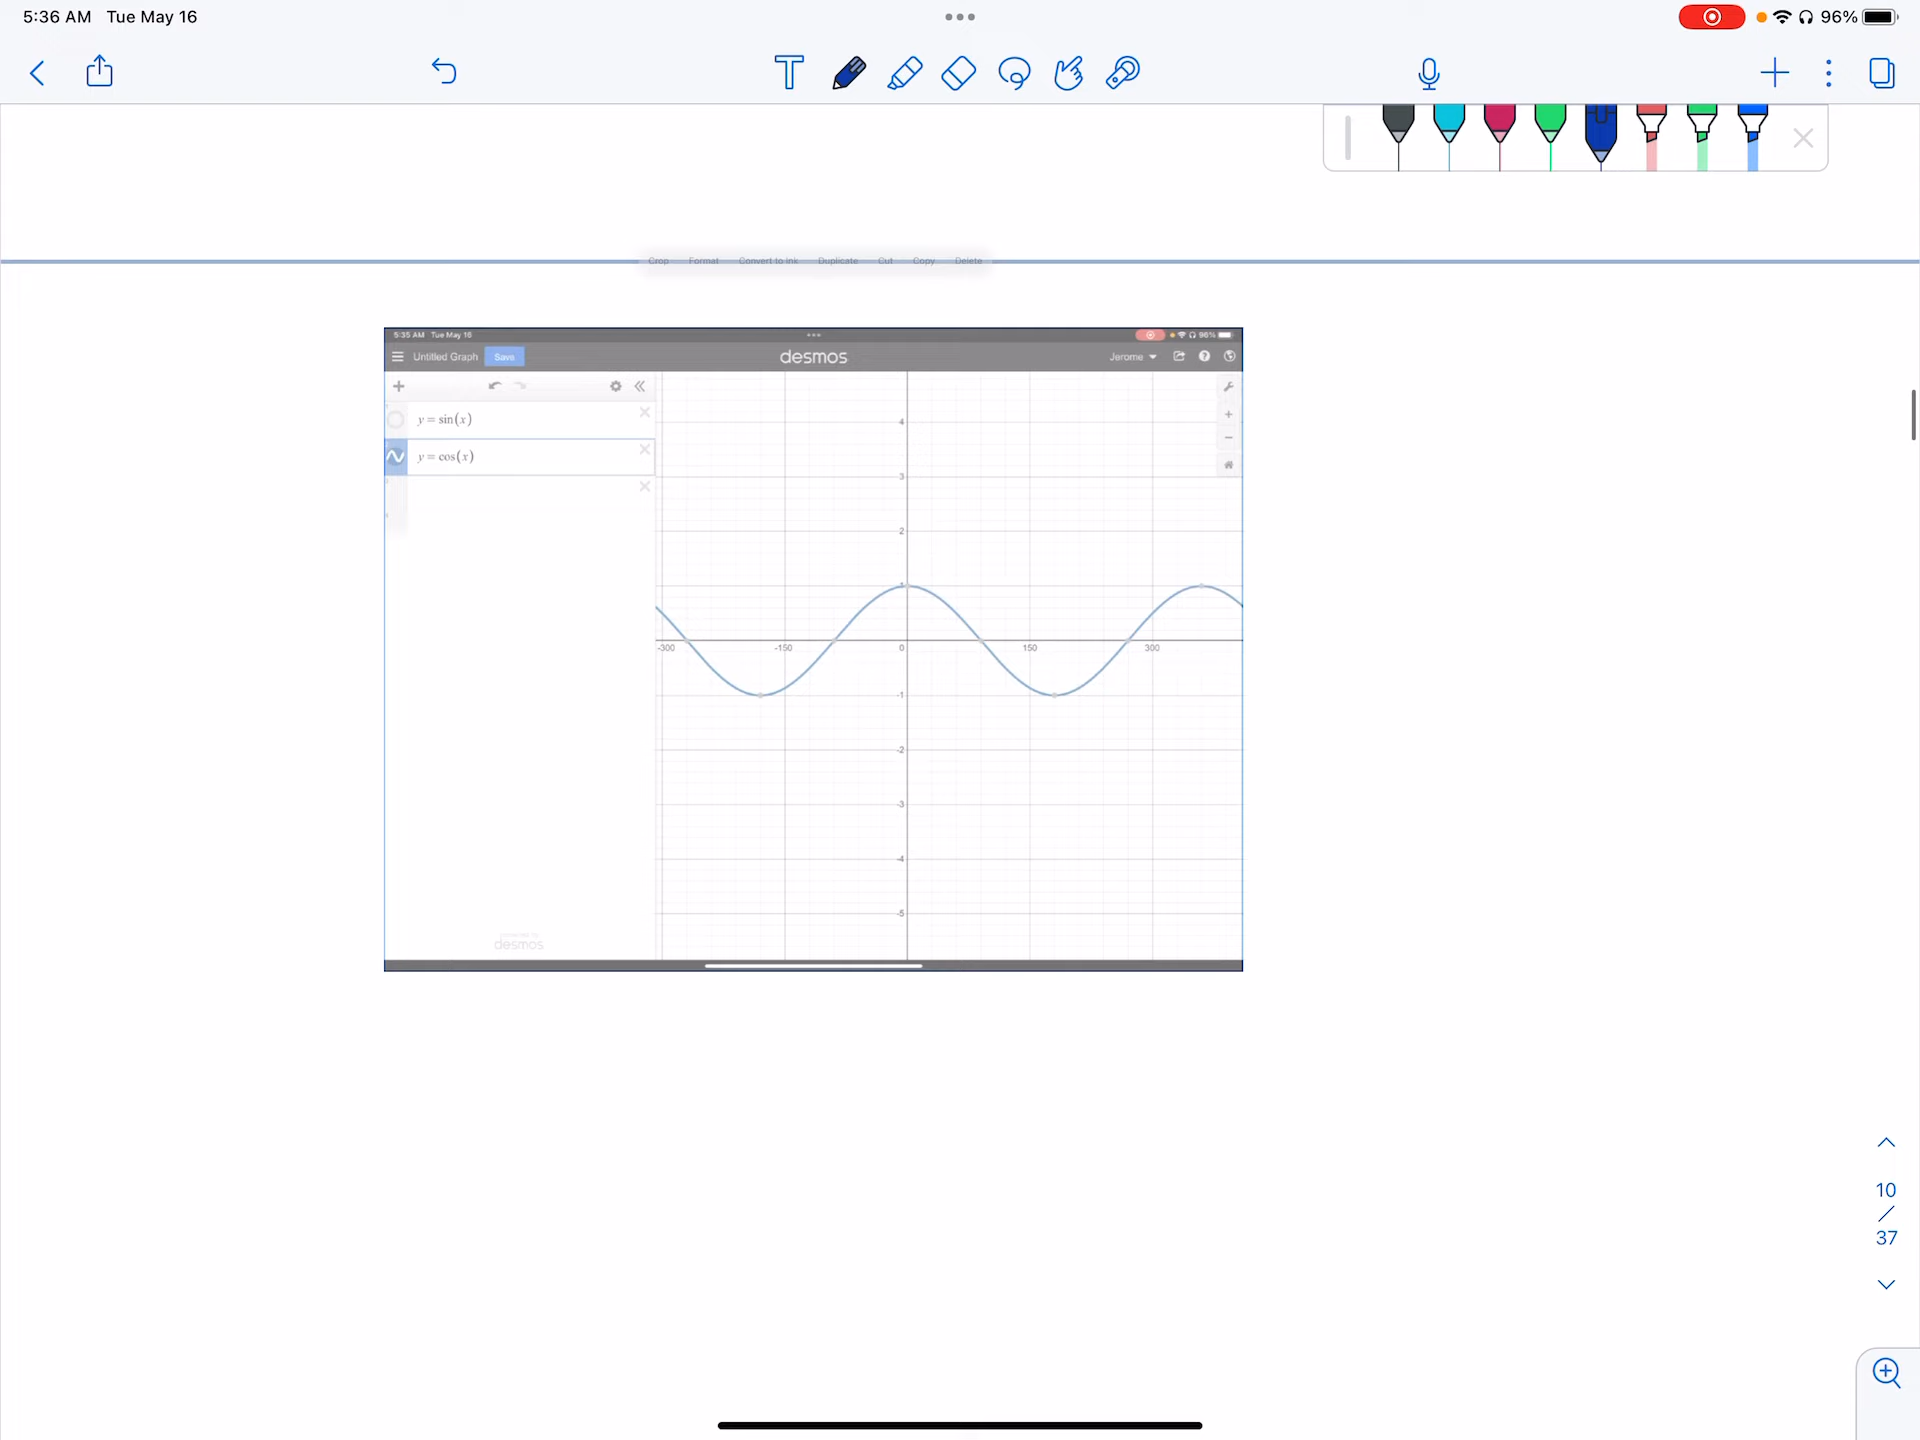 5:36 AM Tue May 16
96%
T
Crop Format Convert to ink Duplicate Cut Copy Delete
5:35 AM Tue May 16
96%
Untitled Graph Save
desmos
Jerome
y = sin(x)
y = cos(x)
4
3
2
1
-300 -150 0 150 300
-1
-2
-3
-4
-5
desmos
10
/
37